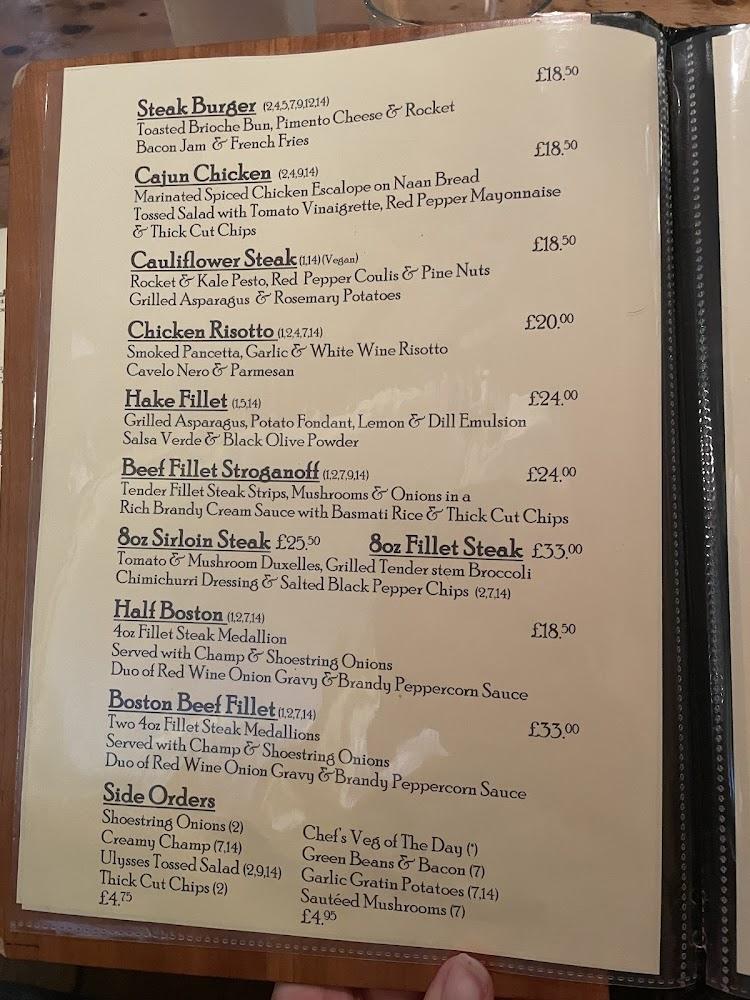 Steak Burger (2,4,5,7,9,12,14) £18.50
Toasted Brioche Bun, Pimento Cheese & Rocket
Bacon Jam & French Fries
Cajun Chicken (2,4,9,14) £18.50
Marinated Spiced Chicken Escalope on Naan Bread
Tossed Salad with Tomato Vinaigrette, Red Pepper Mayonnaise
& Thick Cut Chips
Cauliflower Steak (1,14) (Vegan) £18.50
Rocket & Kale Pesto, Red Pepper Coulis & Pine Nuts
Grilled Asparagus & Rosemary Potatoes
Chicken Risotto (1,2,4,7,14) £20.00
Smoked Pancetta, Garlic & White Wine Risotto
Cavelo Nero & Parmesan
Hake Fillet (1,5,14) £24.00
Grilled Asparagus, Potato Fondant, Lemon & Dill Emulsion
Salsa Verde & Black Olive Powder
Beef Fillet Stroganoff (1,2,7,9,14) £24.00
Tender Fillet Steak Strips, Mushrooms & Onions in a
Rich Brandy Cream Sauce with Basmati Rice & Thick Cut Chips
8oz Sirloin Steak £25.50 8oz Fillet Steak £33.00
Tomato & Mushroom Duxelles, Grilled Tender stem Broccoli
Chimichurri Dressing & Salted Black Pepper Chips (2,7,14)
Half Boston (1,2,7,14) £18.50
4oz Fillet Steak Medallion
Served with Champ & Shoestring Onions
Duo of Red Wine Onion Gravy & Brandy Peppercorn Sauce
Boston Beef Fillet (1,2,7,14) £33.00
Two 4oz Fillet Steak Medallions
Served with Champ & Shoestring Onions
Duo of Red Wine Onion Gravy & Brandy Peppercorn Sauce
Side Orders
Shoestring Onions (2)
Creamy Champ (7,14)
Ulysses Tossed Salad (2,9,14)
Thick Cut Chips (2)
£4.75
Chef's Veg of The Day (*)
Green Beans & Bacon (7)
Garlic Gratin Potatoes (7,14)
Sautéed Mushrooms (7)
£4.95